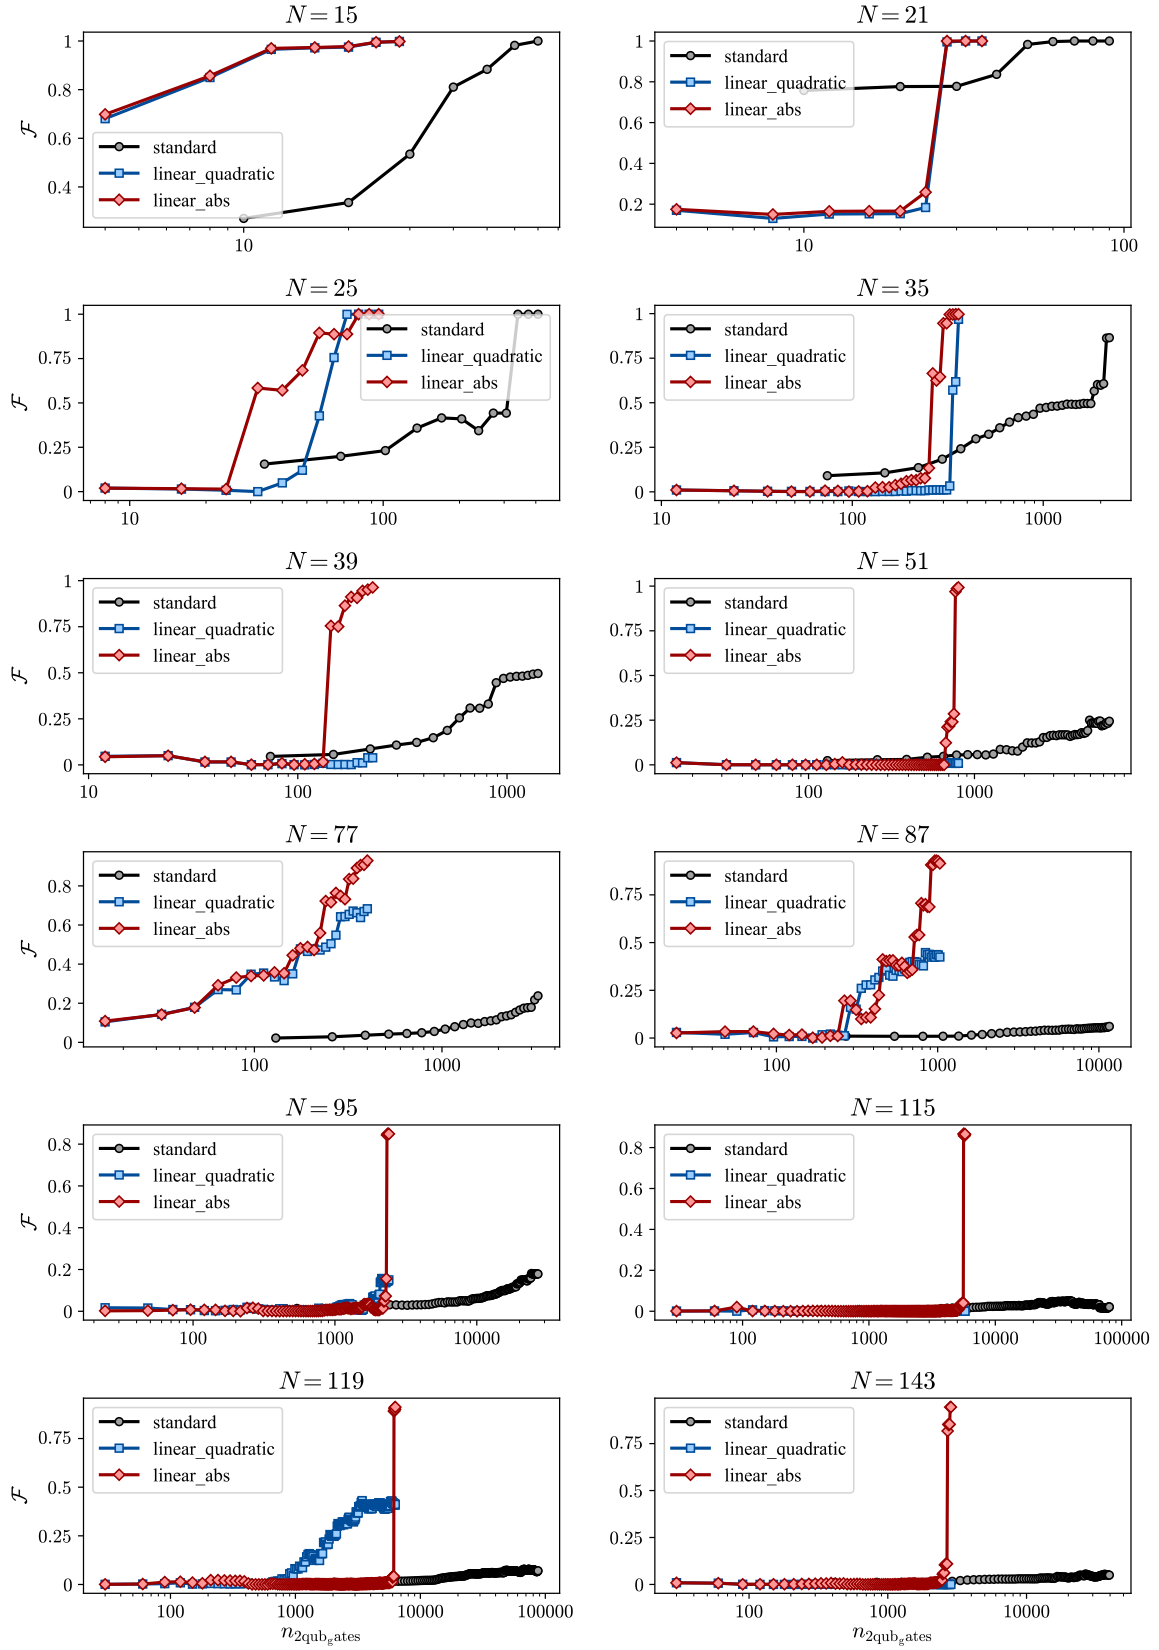 N = 15
1
0.8
0.6
0.4
F
standard
linear_quadratic
linear_abs
10
N = 21
1
0.8
0.6
0.4
0.2
standard
linear_quadratic
linear_abs
10
100
N = 25
1
0.75
0.5
0.25
0
F
standard
linear_quadratic
linear_abs
10
100
N = 35
1
0.75
0.5
0.25
0
standard
linear_quadratic
linear_abs
10
100
1000
N = 39
1
0.75
0.5
0.25
0
F
standard
linear_quadratic
linear_abs
10
100
1000
N = 51
1
0.75
0.5
0.25
0
standard
linear_quadratic
linear_abs
100
1000
N = 77
0.8
0.6
0.4
0.2
0
F
standard
linear_quadratic
linear_abs
100
1000
N = 87
0.75
0.5
0.25
0
standard
linear_quadratic
linear_abs
100
1000
10000
N = 95
0.8
0.6
0.4
0.2
0
F
standard
linear_quadratic
linear_abs
100
1000
10000
N = 115
0.8
0.6
0.4
0.2
0
standard
linear_quadratic
linear_abs
100
1000
10000
100000
N = 119
0.75
0.5
0.25
0
F
standard
linear_quadratic
linear_abs
100
1000
10000
100000
n2qubgates
N = 143
0.75
0.5
0.25
0
standard
linear_quadratic
linear_abs
100
1000
10000
n2qubgates